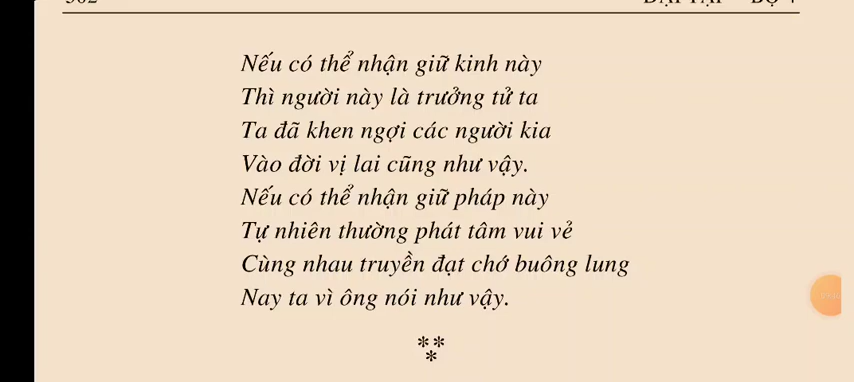 Nếu có thể nhận giữ kinh này
Thì người này là trưởng tử ta
Ta đã khen ngợi các người kia
Vào đời vị lai cũng như vậy.
Nếu có thể nhận giữ pháp này
Tự nhiên thường phát tâm vui vẻ
Cùng nhau truyền đạt chớ buông lung
Nay ta vì ông nói như vậy.
**
*